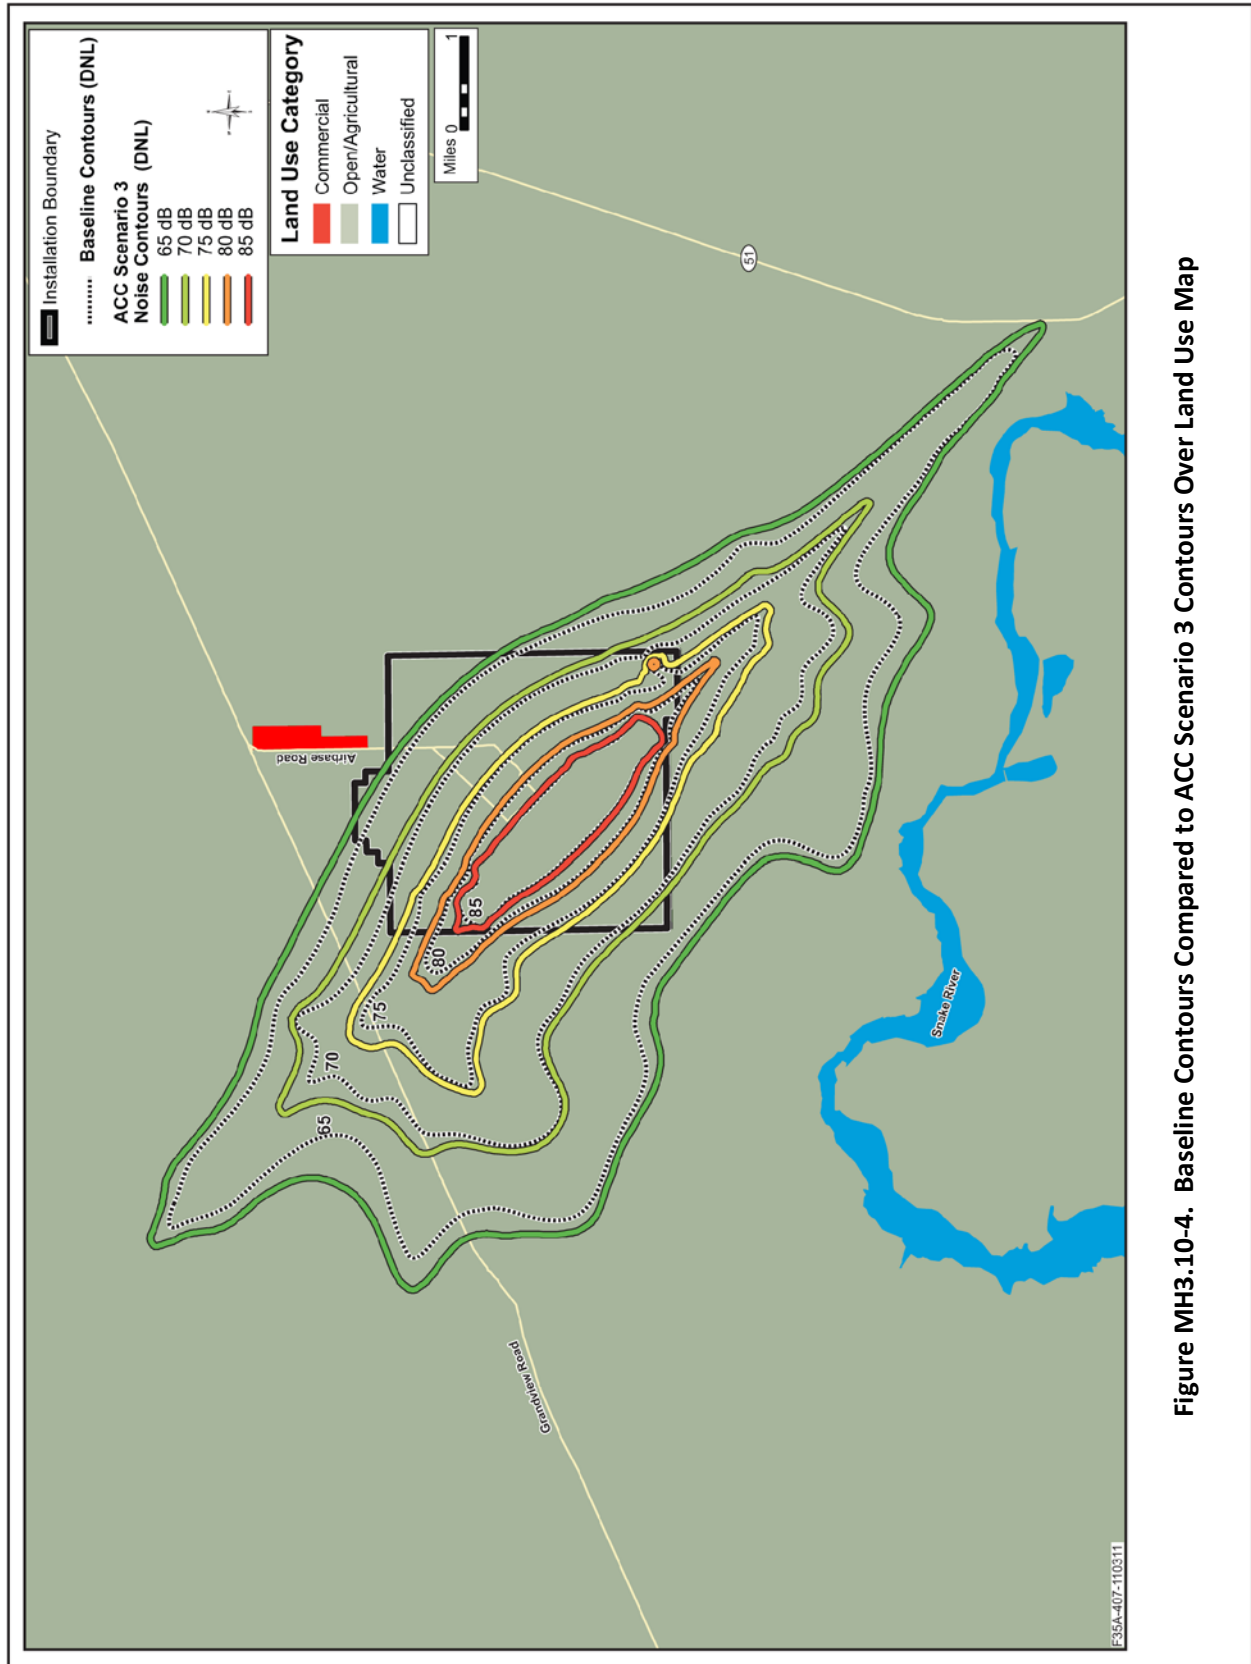 Installation Boundary
Baseline Contours (DNL)
ACC Scenario 3
Noise Contours (DNL)
65 dB
70 dB
75 dB
80 dB
85 dB
Land Use Category
Commercial
Open/Agricultural
Water
Unclassified
Miles 0
1
51
Airbase Road
85
80
75
70
65
Snake River
Grandview Road
F35A-407-110311
Figure MH3.10-4. Baseline Contours Compared to ACC Scenario 3 Contours Over Land Use Map